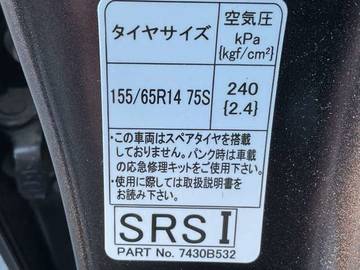 タイヤサイズ
空気圧
kPa
{kgf/cm²}
155/65R14 75S
240
{2.4}
・この車両はスペアタイヤを搭載
しておりません。パンク時は車載
の応急修理キットをご使用下さい。
・使用に際しては取扱説明書を
お読み下さい。
SRS I
PART No. 7430B532